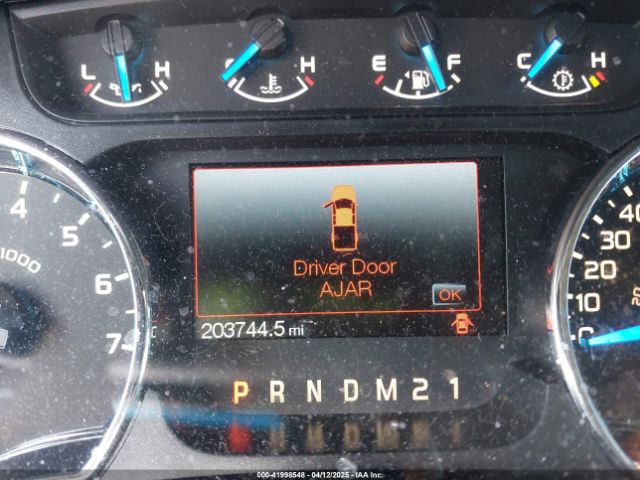 L H C H E F C H
4
5
6
7
1000
40
30
20
10
0
Driver Door
AJAR
OK
203744.5 mi
P R N D M 2 1
000-41998548 - 04/12/2025 - IAA Inc.